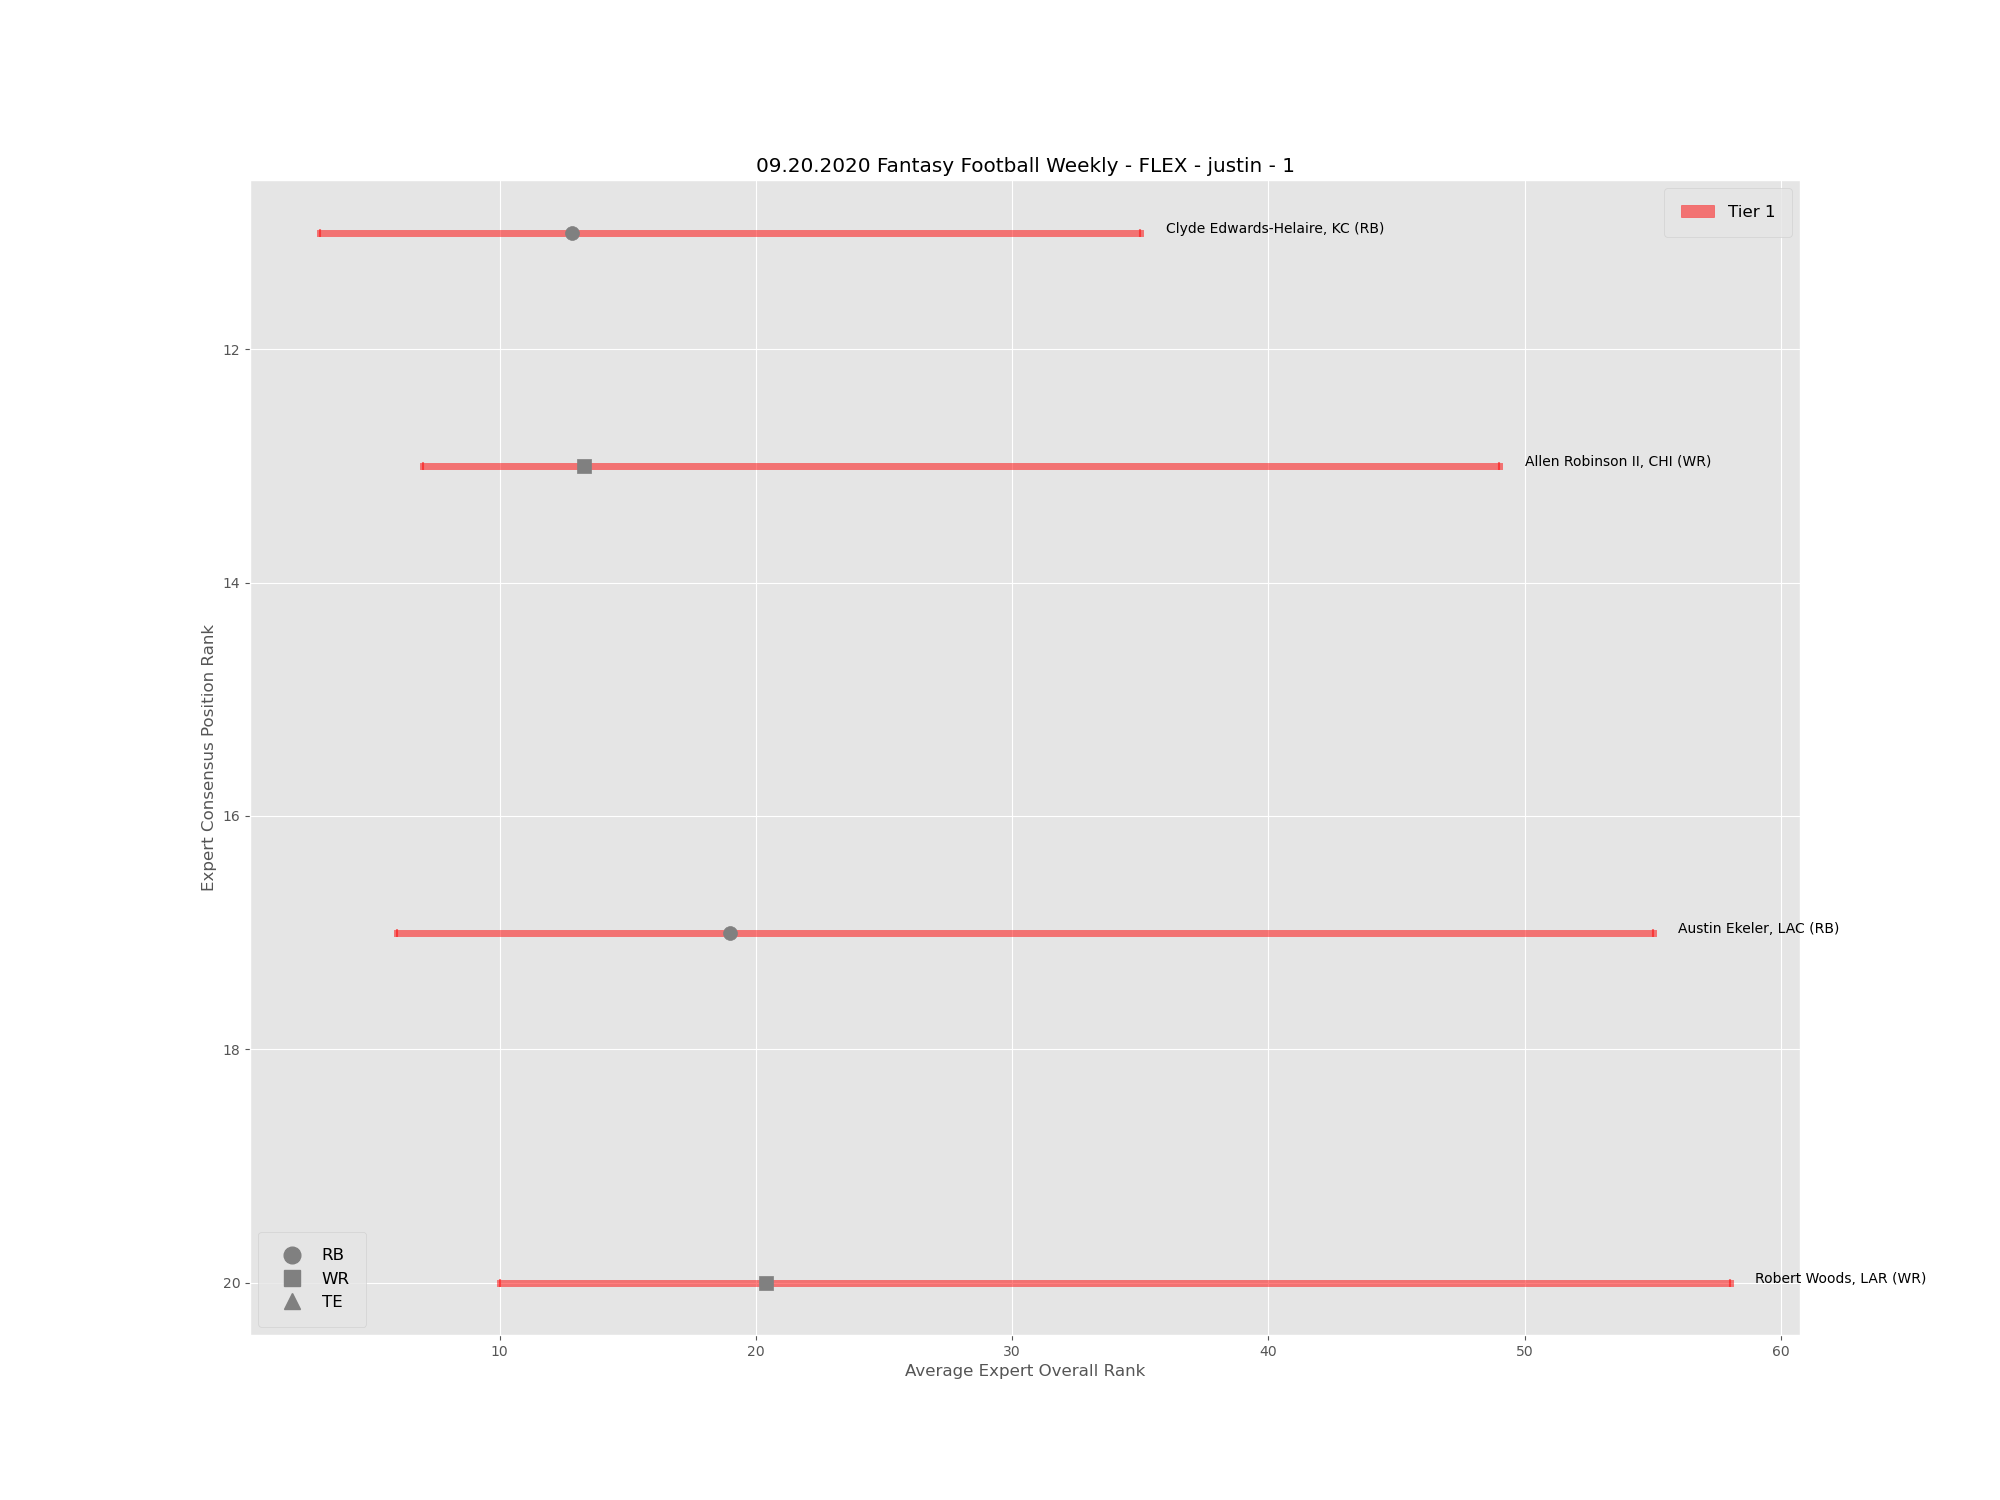 09.20.2020 Fantasy Football Weekly - FLEX - justin - 1
Tier 1
Clyde Edwards-Helaire, KC (RB)
12
Allen Robinson II, CHI (WR)
14
Expert Consensus Position Rank
16
Austin Ekeler, LAC (RB)
18
RB
WR
TE
20
Robert Woods, LAR (WR)
10 20 30 40 50 60
Average Expert Overall Rank